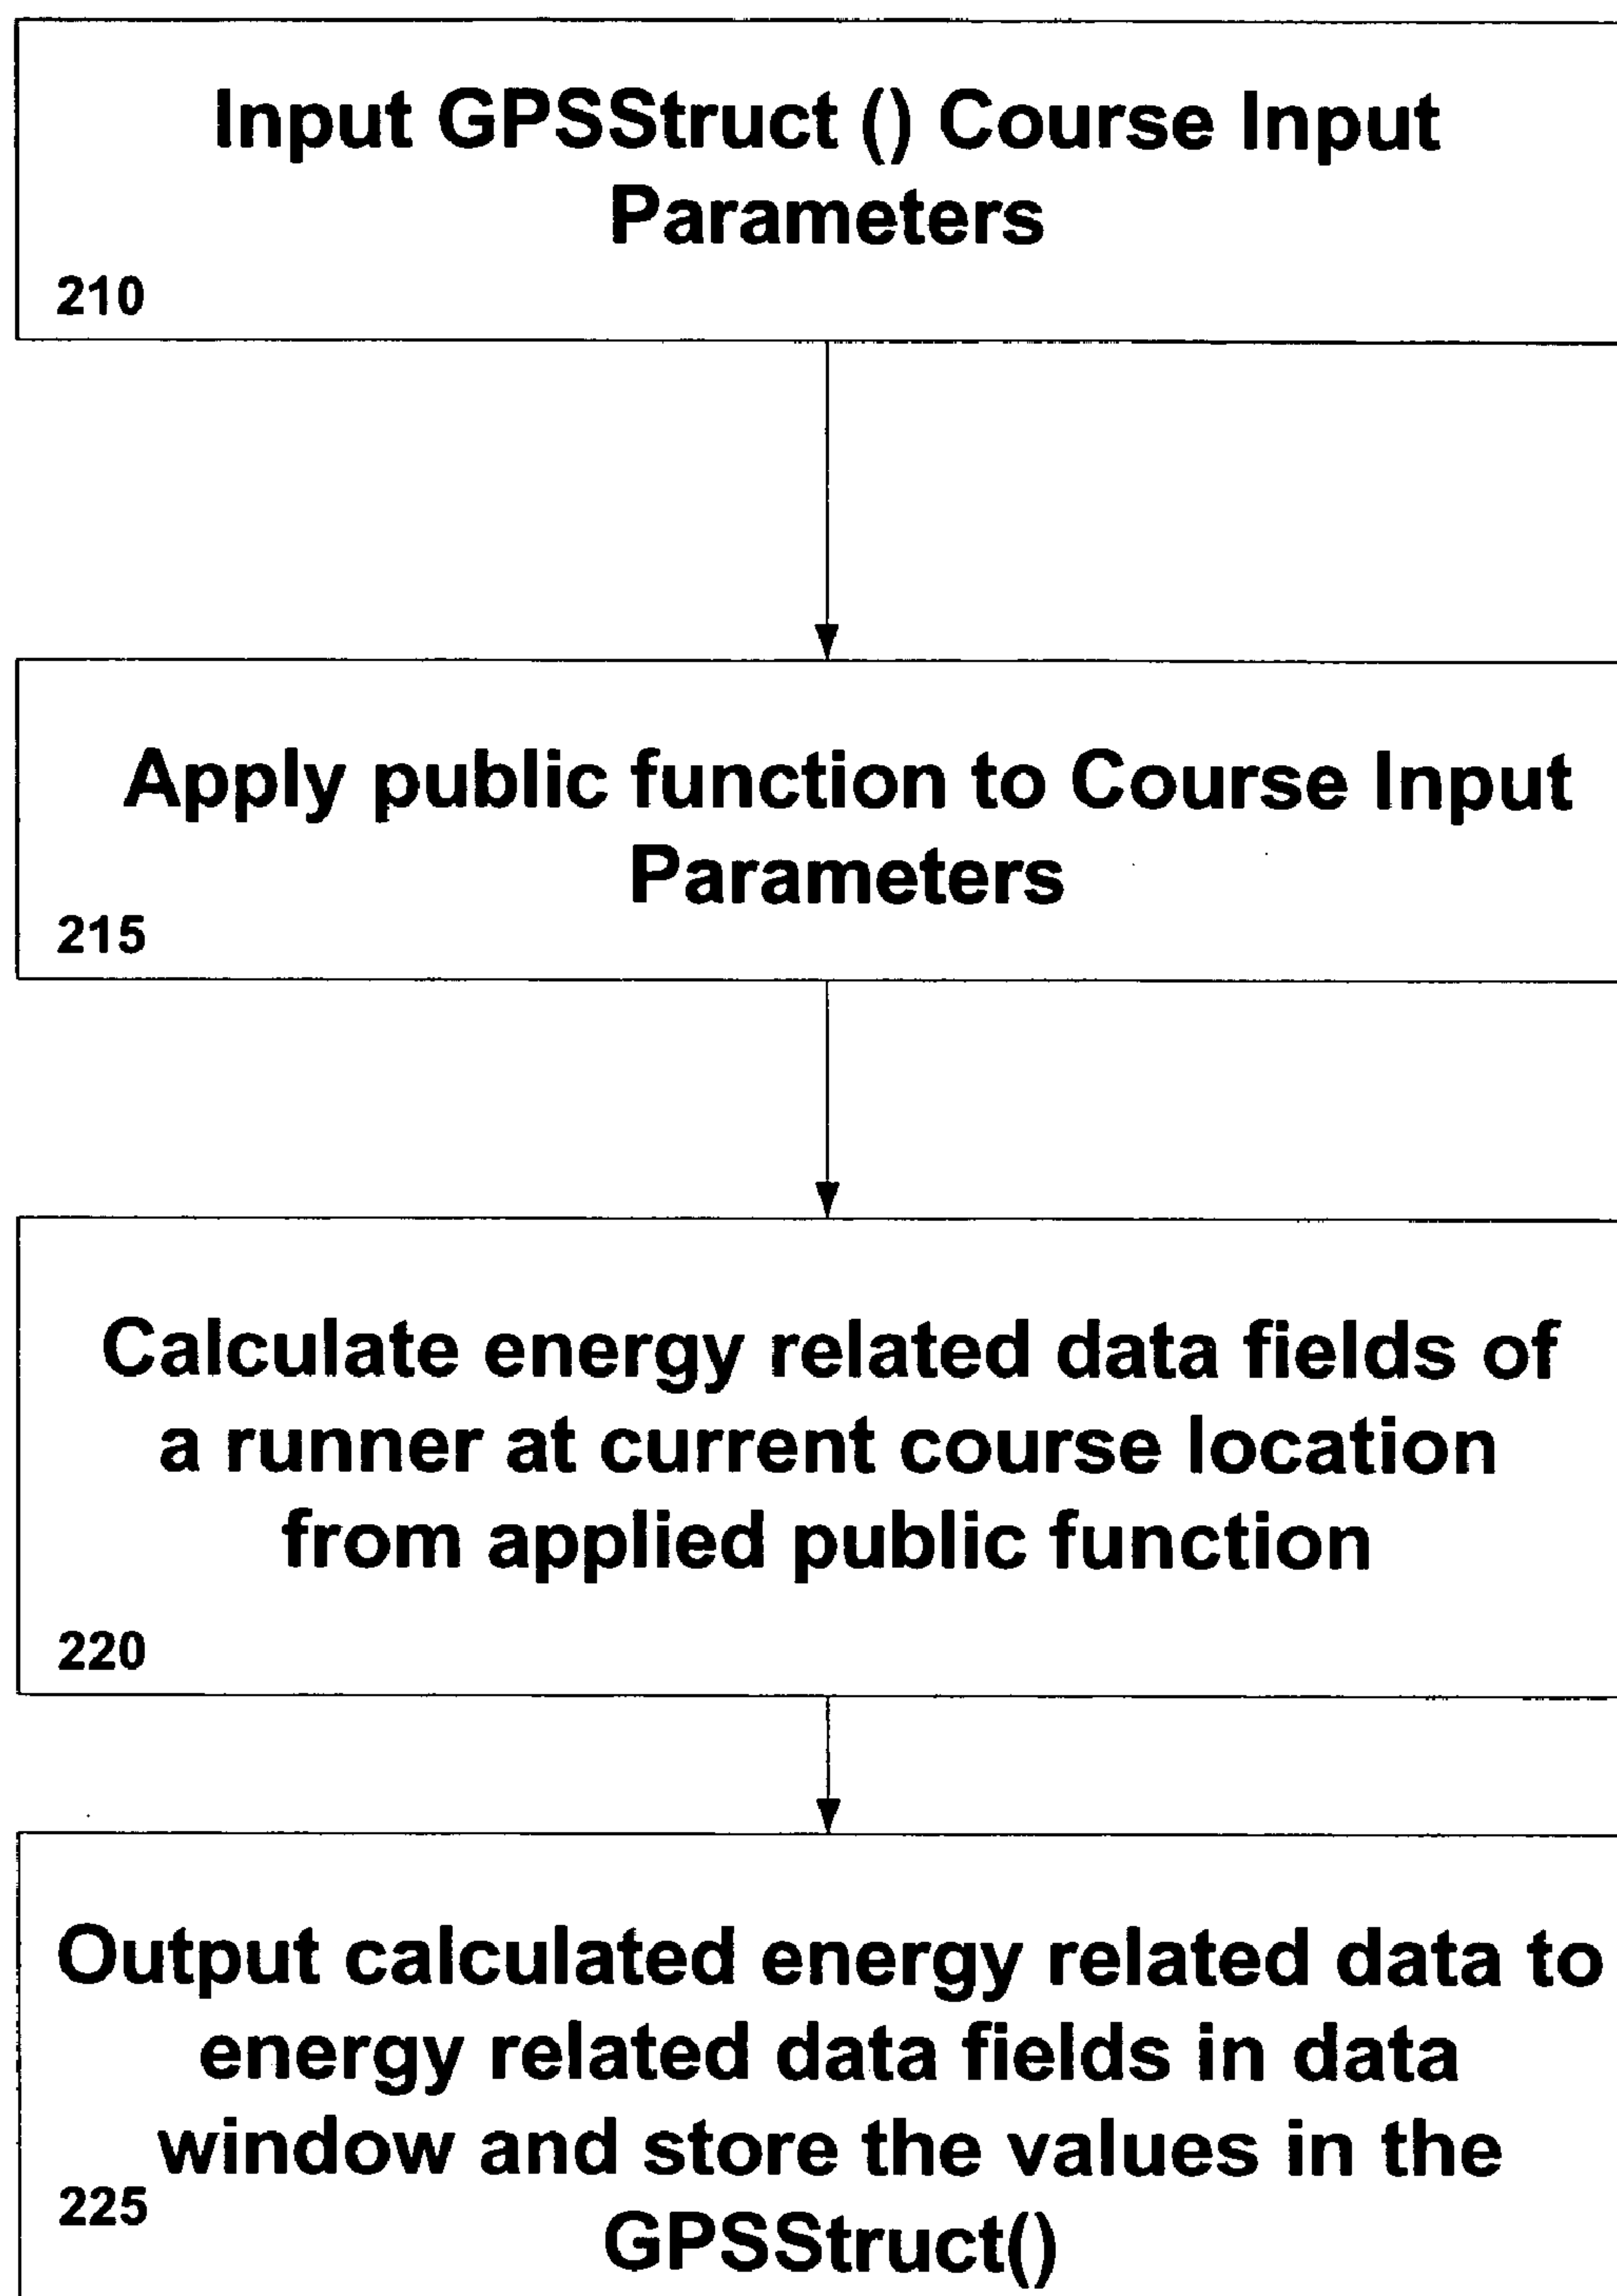 Input GPSStruct () Course Input
Parameters
210
Apply public function to Course Input
Parameters
215
Calculate energy related data fields of
a runner at current course location
from applied public function
220
Output calculated energy related data to
energy related data fields in data
window and store the values in the
225
GPSStruct()